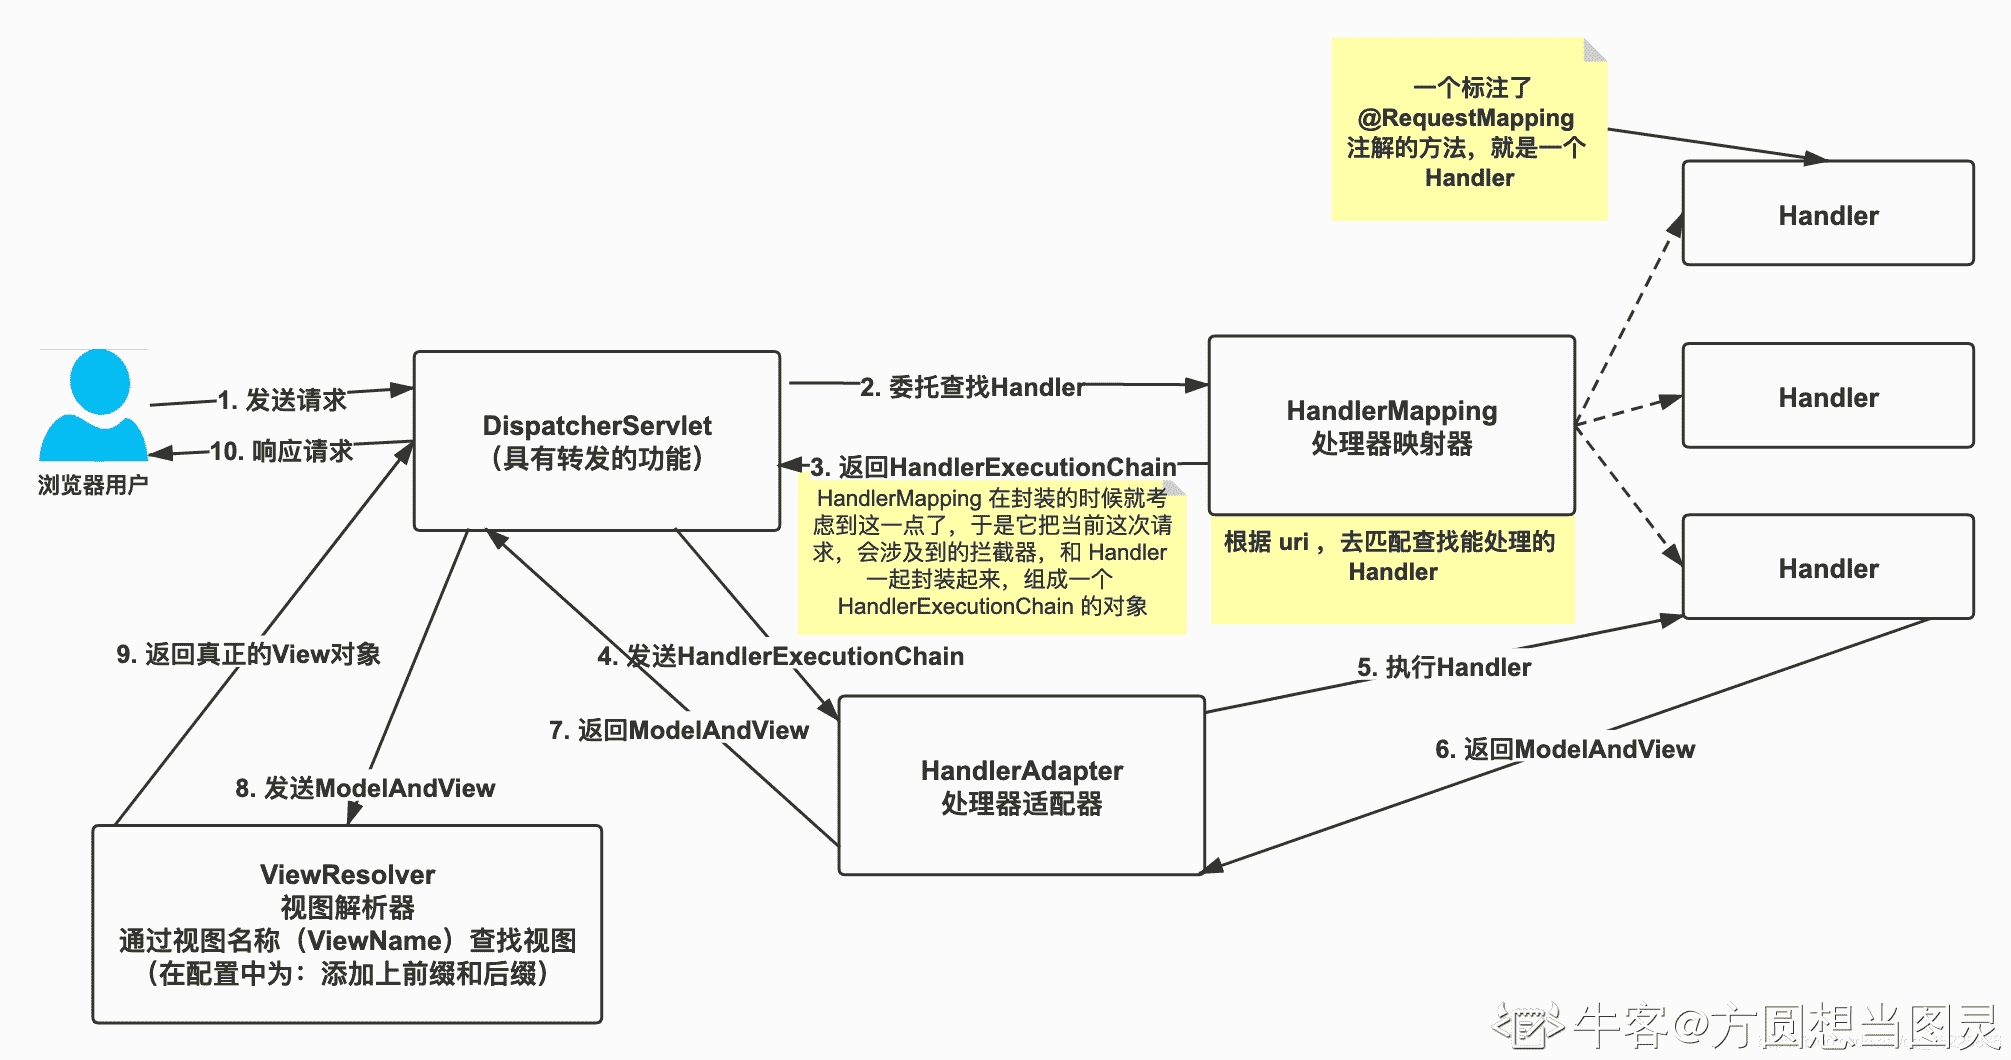 一个标注了
@RequestMapping
注解的方法，就是一个
Handler
Handler
Handler
Handler
1. 发送请求
10. 响应请求
浏览器用户
DispatcherServlet
（具有转发的功能）
2. 委托查找Handler
3. 返回HandlerExecutionChain
HandlerMapping 在封装的时候就考
虑到这一点了，于是它把当前这次请
求，会涉及到的拦截器，和 Handler
一起封装起来，组成一个
HandlerExecutionChain 的对象
HandlerMapping
处理器映射器
根据 uri ，去匹配查找能处理的
Handler
9. 返回真正的View对象
4. 发送HandlerExecutionChain
5. 执行Handler
7. 返回ModelAndView
6. 返回ModelAndView
8. 发送ModelAndView
HandlerAdapter
处理器适配器
ViewResolver
视图解析器
通过视图名称（ViewName）查找视图
（在配置中为：添加上前缀和后缀）
牛客@方圆想当图灵